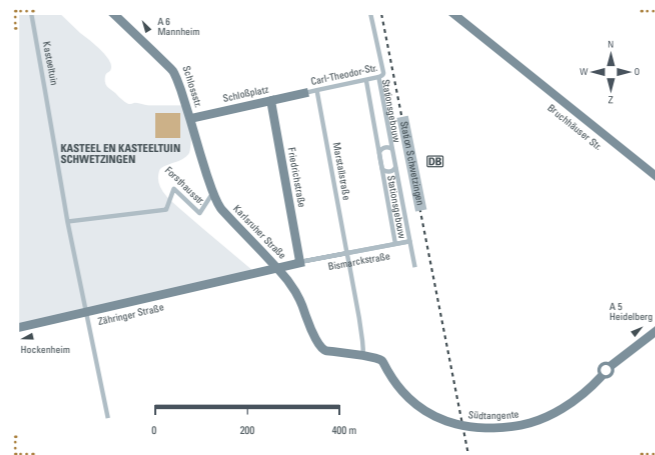 A 6
Mannheim
N
W
O
Z
Kasteeltuin
Schlossstr.
Schloßplatz
Carl-Theodor-Str.
Bruchhäuser Str.
Stationsgebouw
Station Schwetzingen
DB
KASTEEL EN KASTEELTUIN
SCHWETZINGEN
Forsthausstr.
Friedrichstraße
Marstallstraße
Stationsgebouw
Karlsruher Straße
Bismarckstraße
Zähringer Straße
A 5
Heidelberg
Hockenheim
Südtangente
0
200
400 m